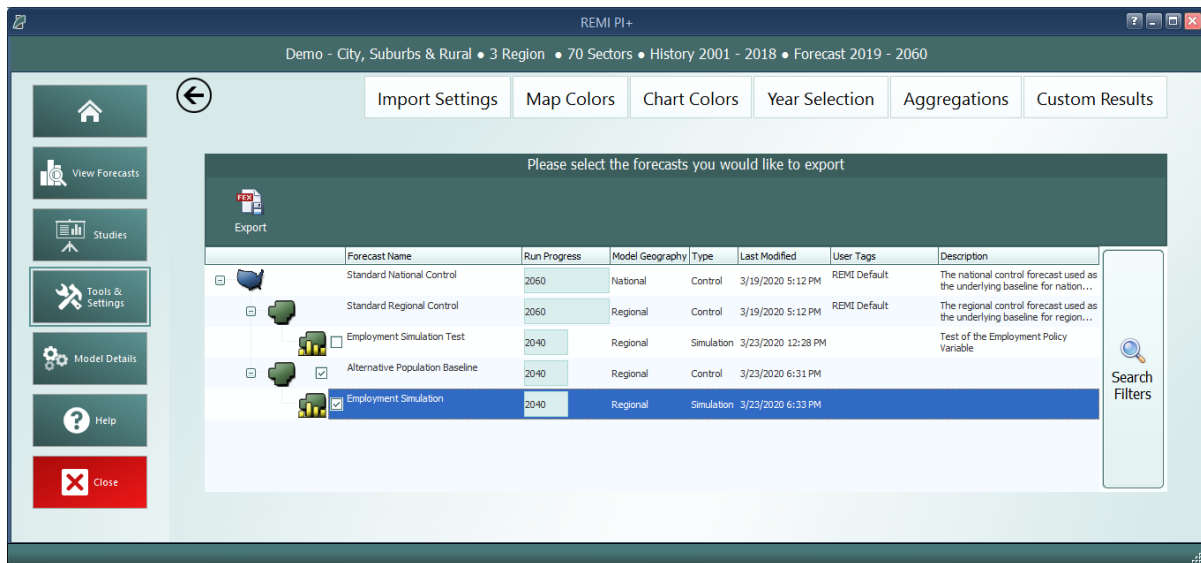 REMI PI+
Demo - City, Suburbs & Rural ● 3 Region ● 70 Sectors ● History 2001 - 2018 ● Forecast 2019 - 2060
Import Settings Map Colors Chart Colors Year Selection Aggregations Custom Results
View Forecasts
Studies
Tools &
Settings
Model Details
Help
Close
Please select the forecasts you would like to export
FEX
Export
Forecast Name Run Progress Model Geography Type Last Modified User Tags Description
Standard National Control 2060 National Control 3/19/2020 5:12 PM REMI Default The national control forecast used as
the underlying baseline for nation...
Standard Regional Control 2060 Regional Control 3/19/2020 5:12 PM REMI Default The regional control forecast used as
the underlying baseline for region...
Employment Simulation Test 2040 Regional Simulation 3/23/2020 12:28 PM Test of the Employment Policy
Variable
Alternative Population Baseline 2040 Regional Control 3/23/2020 6:31 PM
Employment Simulation 2040 Regional Simulation 3/23/2020 6:33 PM
Search
Filters